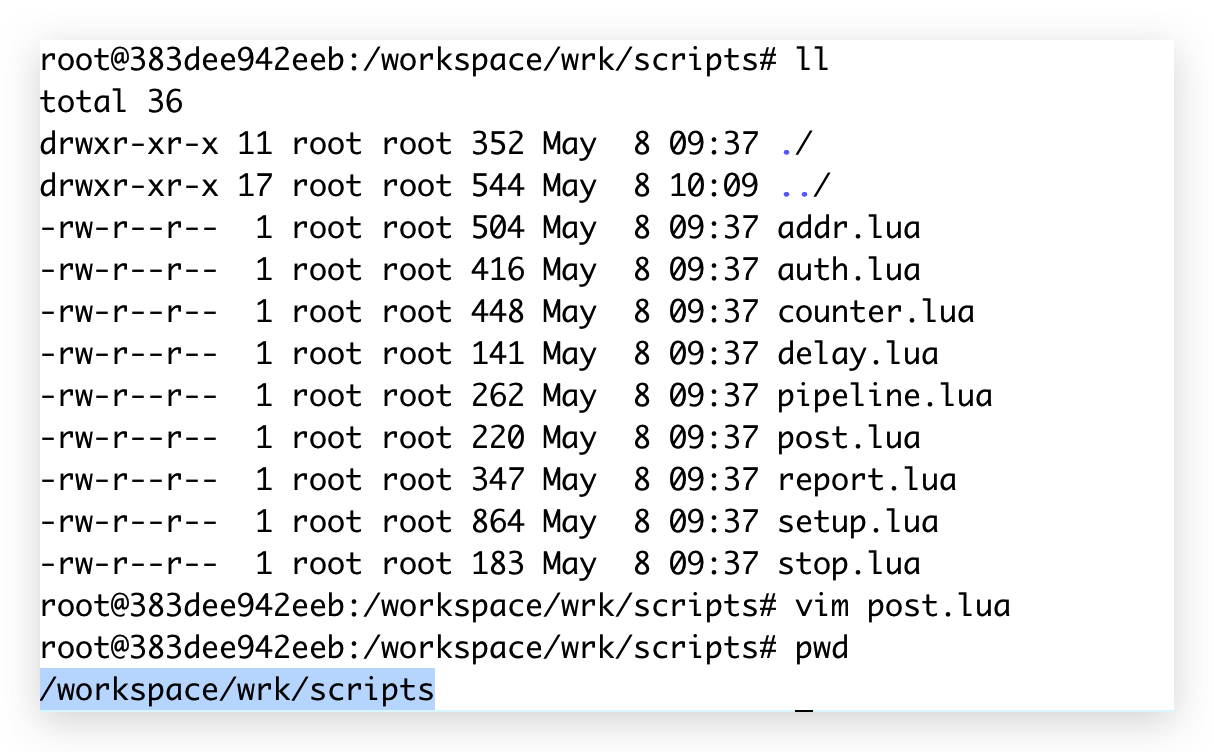 root@383dee942eeb:/workspace/wrk/scripts# ll
total 36
drwxr-xr-x 11 root root 352 May  8 09:37 ./
drwxr-xr-x 17 root root 544 May  8 10:09 ../
-rw-r--r--  1 root root 504 May  8 09:37 addr.lua
-rw-r--r--  1 root root 416 May  8 09:37 auth.lua
-rw-r--r--  1 root root 448 May  8 09:37 counter.lua
-rw-r--r--  1 root root 141 May  8 09:37 delay.lua
-rw-r--r--  1 root root 262 May  8 09:37 pipeline.lua
-rw-r--r--  1 root root 220 May  8 09:37 post.lua
-rw-r--r--  1 root root 347 May  8 09:37 report.lua
-rw-r--r--  1 root root 864 May  8 09:37 setup.lua
-rw-r--r--  1 root root 183 May  8 09:37 stop.lua
root@383dee942eeb:/workspace/wrk/scripts# vim post.lua
root@383dee942eeb:/workspace/wrk/scripts# pwd
/workspace/wrk/scripts